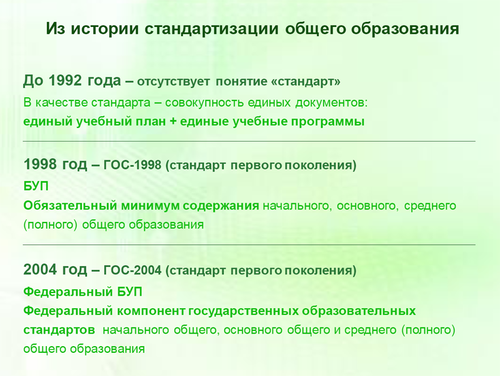 Из истории стандартизации общего образования
До 1992 года – отсутствует понятие «стандарт»
В качестве стандарта – совокупность единых документов:
единый учебный план + единые учебные программы
1998 год – ГОС-1998 (стандарт первого поколения)
БУП
Обязательный минимум содержания начального, основного, среднего
(полного) общего образования
2004 год – ГОС-2004 (стандарт первого поколения)
Федеральный БУП
Федеральный компонент государственных образовательных
стандартов начального общего, основного общего и среднего (полного)
общего образования